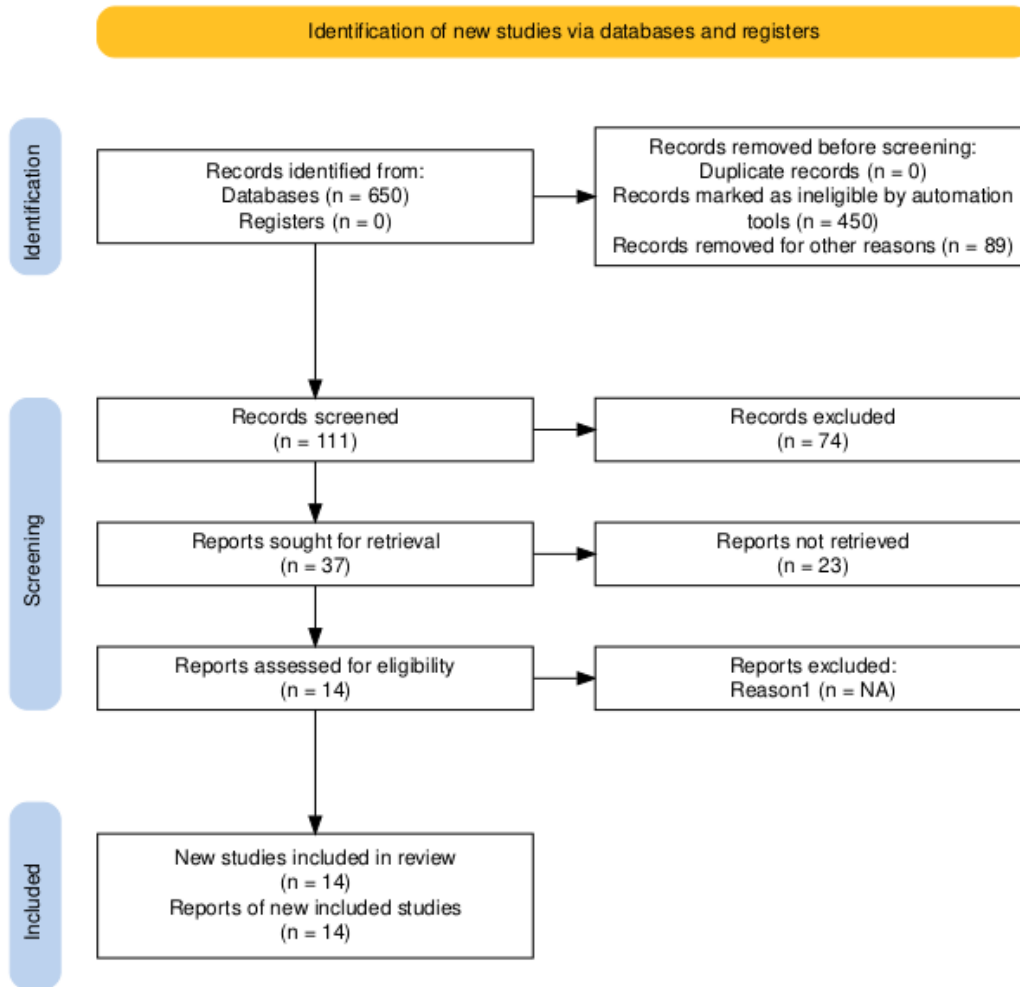 Identification of new studies via databases and registers
Identification
Records identified from:
Databases (n = 650)
Registers (n = 0)
Records removed before screening:
Duplicate records (n = 0)
Records marked as ineligible by automation
tools (n = 450)
Records removed for other reasons (n = 89)
Screening
Records screened
(n = 111)
Records excluded
(n = 74)
Reports sought for retrieval
(n = 37)
Reports not retrieved
(n = 23)
Reports assessed for eligibility
(n = 14)
Reports excluded:
Reason1 (n = NA)
Included
New studies included in review
(n = 14)
Reports of new included studies
(n = 14)